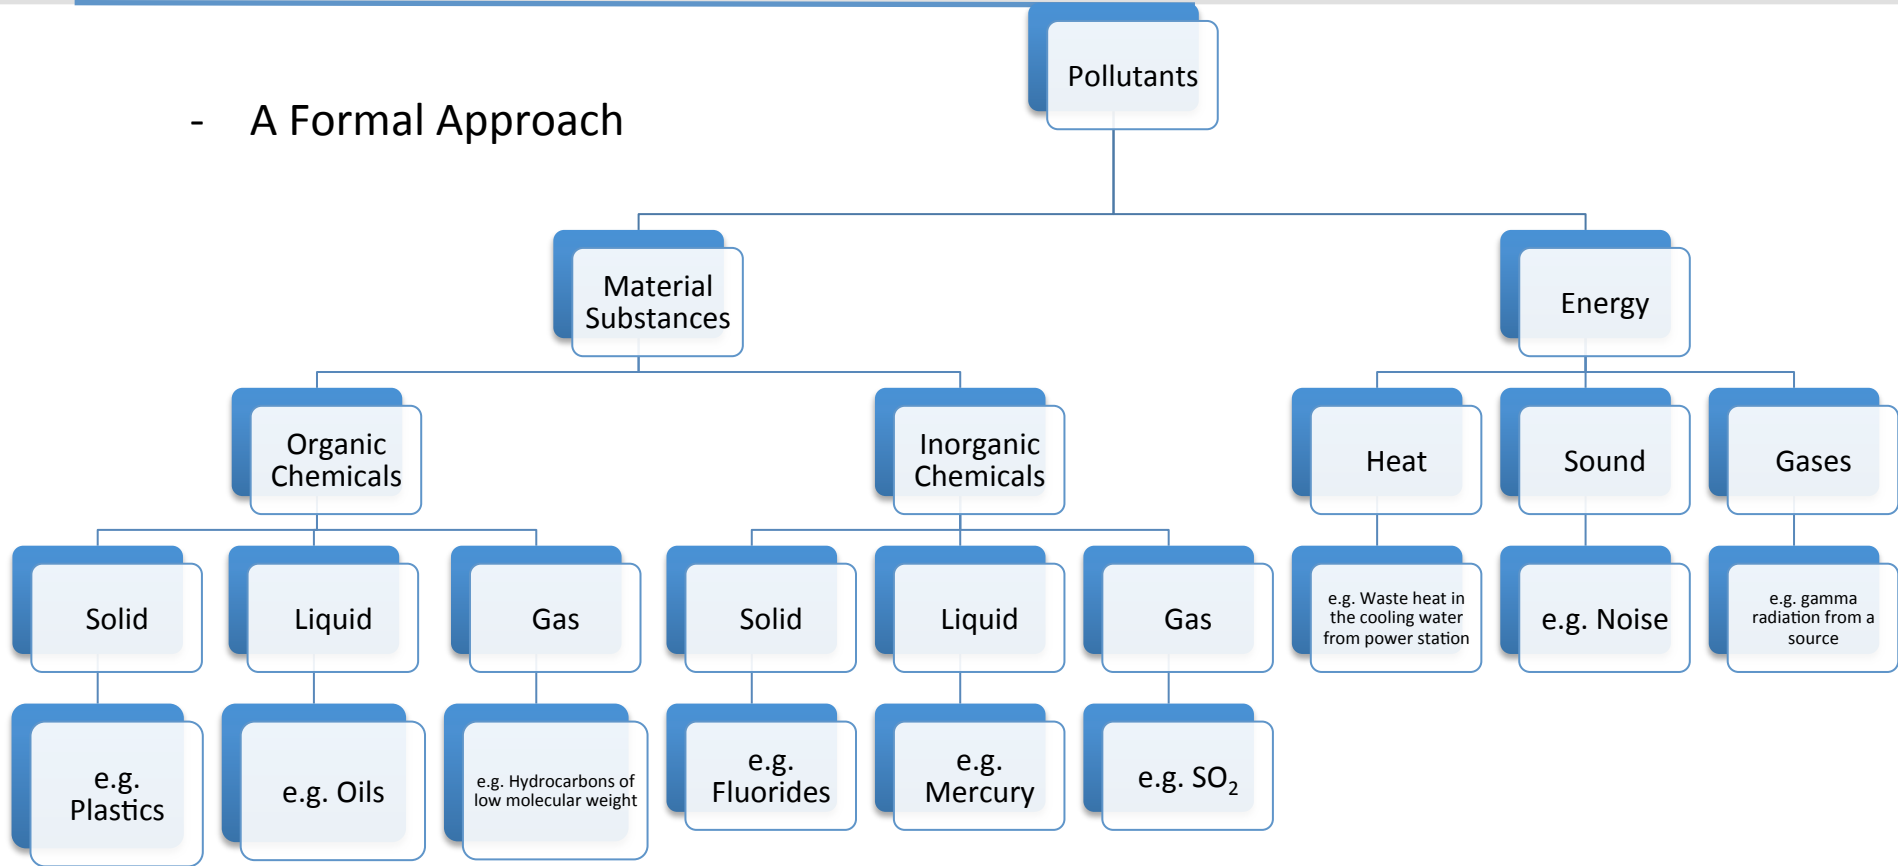 Pollutants
- A Formal Approach
Material
Substances
Energy
Organic
Chemicals
Inorganic
Chemicals
Heat
Sound
Gases
Solid
Liquid
Gas
Solid
Liquid
Gas
e.g. Waste heat in
the cooling water
from power station
e.g. Noise
e.g. gamma
radiation from a
source
e.g.
Plastics
e.g. Oils
e.g. Hydrocarbons of
low molecular weight
e.g.
Fluorides
e.g.
Mercury
e.g. SO₂